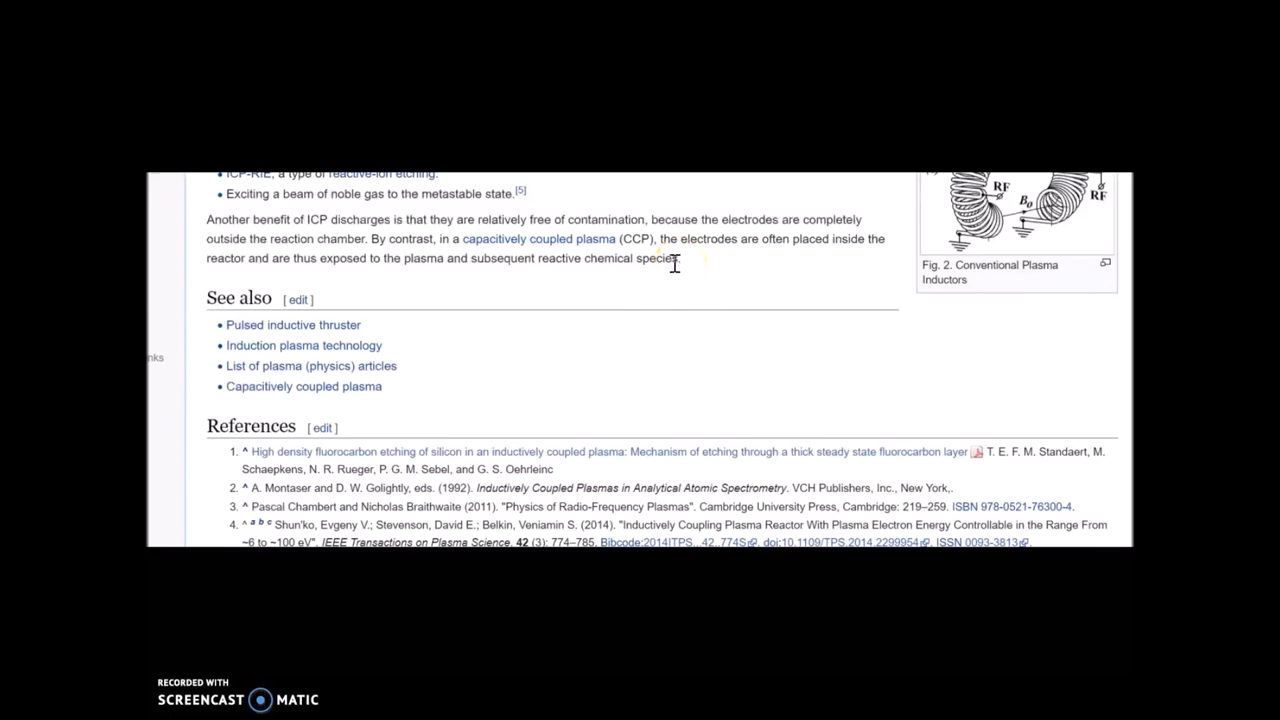 ICP-RIE, a type of reactive-ion etching.
Exciting a beam of noble gas to the metastable state.[5]
Another benefit of ICP discharges is that they are relatively free of contamination, because the electrodes are completely
outside the reaction chamber. By contrast, in a capacitively coupled plasma (CCP), the electrodes are often placed inside the
reactor and are thus exposed to the plasma and subsequent reactive chemical species.
RF
B0
RF
Fig. 2. Conventional Plasma
Inductors
See also [ edit ]
Pulsed inductive thruster
Induction plasma technology
List of plasma (physics) articles
Capacitively coupled plasma
nks
References [ edit ]
1. ^ High density fluorocarbon etching of silicon in an inductively coupled plasma: Mechanism of etching through a thick steady state fluorocarbon layer T. E. F. M. Standaert, M.
Schaepkens, N. R. Rueger, P. G. M. Sebel, and G. S. Oehrleinc
2. ^ A. Montaser and D. W. Golightly, eds. (1992). Inductively Coupled Plasmas in Analytical Atomic Spectrometry. VCH Publishers, Inc., New York,.
3. ^ Pascal Chambert and Nicholas Braithwaite (2011). "Physics of Radio-Frequency Plasmas". Cambridge University Press, Cambridge: 219–259. ISBN 978-0521-76300-4.
4. ^ a b c Shun'ko, Evgeny V.; Stevenson, David E.; Belkin, Veniamin S. (2014). "Inductively Coupling Plasma Reactor With Plasma Electron Energy Controllable in the Range From
~6 to ~100 eV". IEEE Transactions on Plasma Science. 42 (3): 774–785. Bibcode:2014ITPS...42..774S. doi:10.1109/TPS.2014.2299954. ISSN 0093-3813.
RECORDED WITH
SCREENCAST MATIC